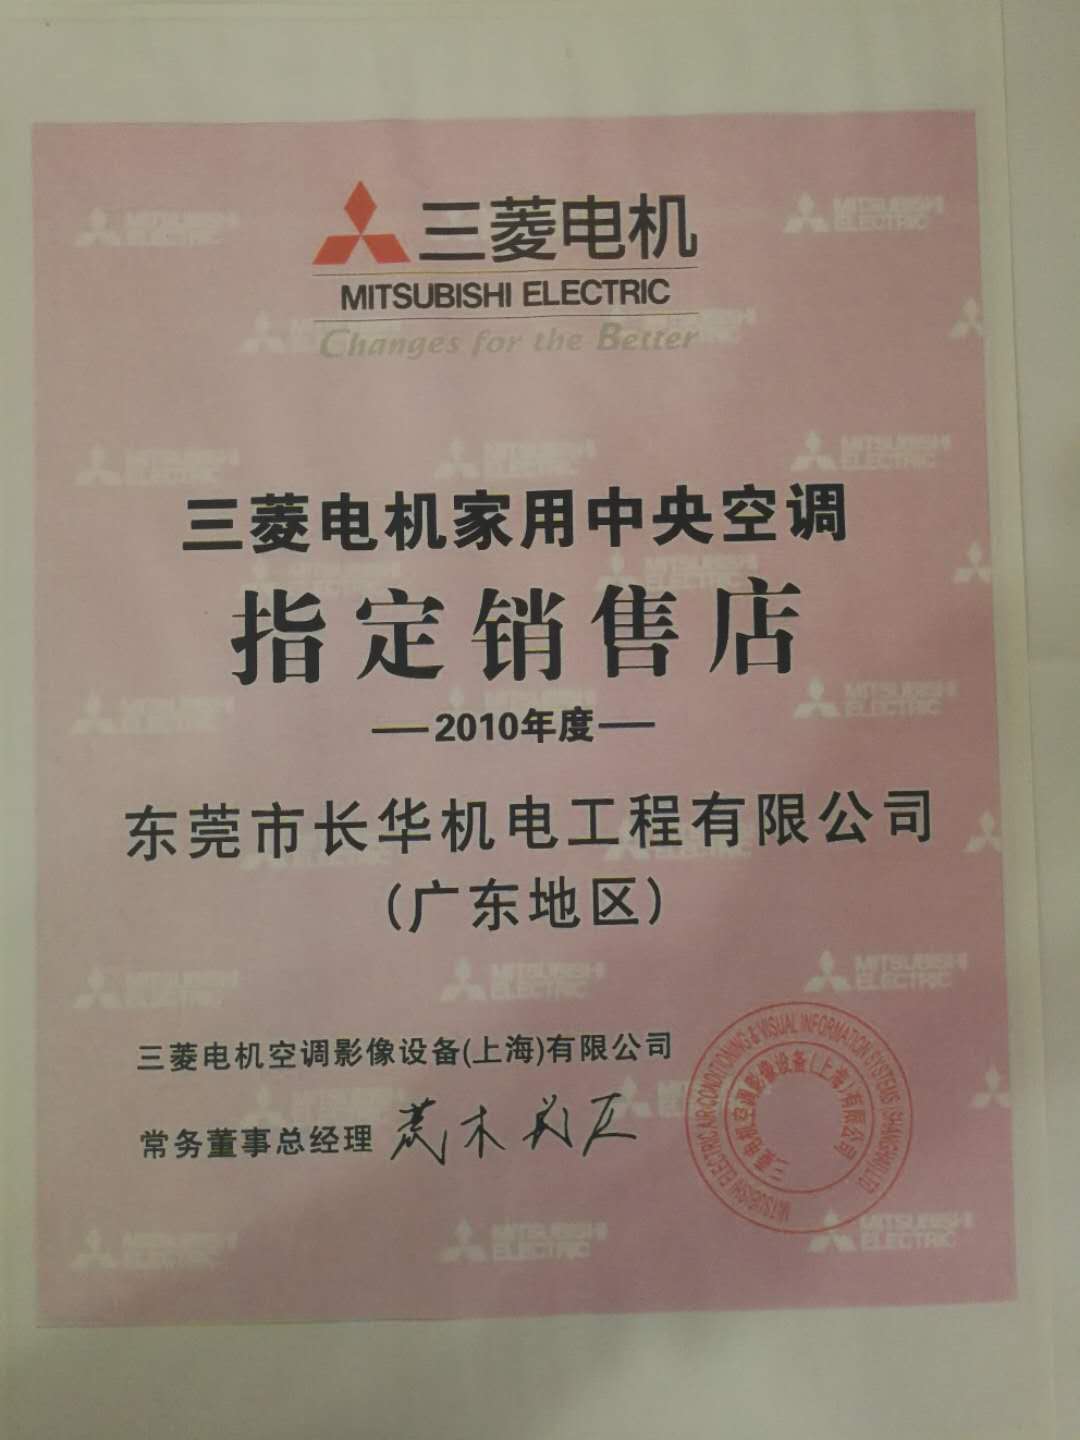 三菱电机
MITSUBISHI ELECTRIC
Changes for the Better
三菱电机家用中央空调
指定销售店
—2010年度—
东莞市长华机电工程有限公司
(广东地区)
三菱电机空调影像设备(上海)有限公司
常务董事总经理 荒木
MITSUBISHI ELECTRIC AIR-CONDITIONING & VISUAL INFORMATION SYSTEMS (SHANGHAI) LTD
三菱电机空调影像设备(上海)有限公司